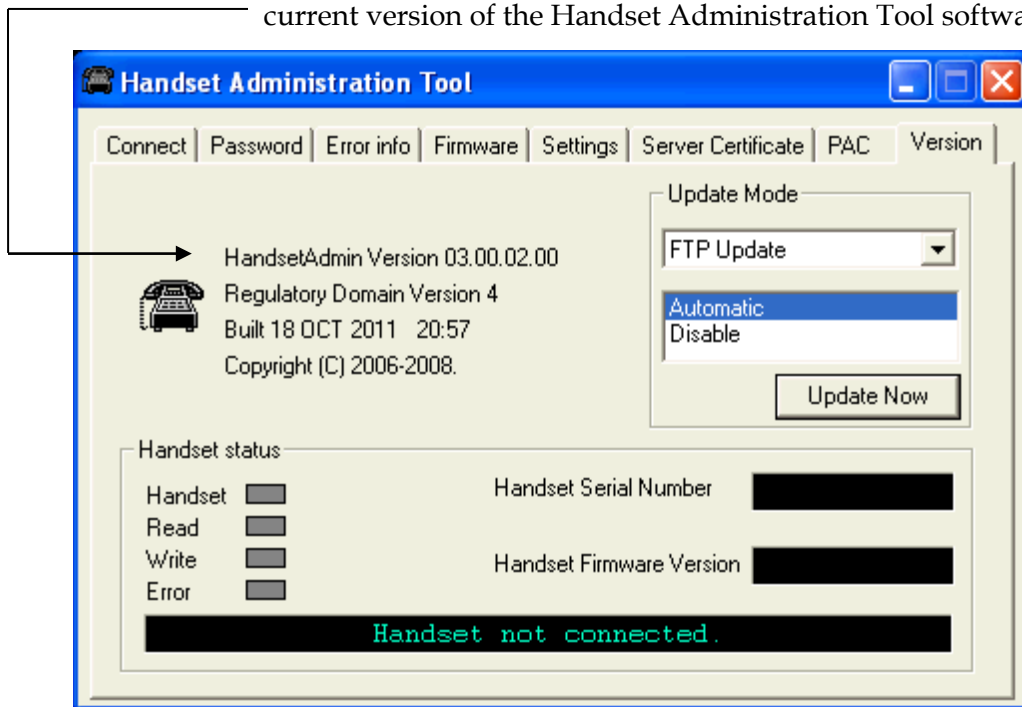 current version of the Handset Administration Tool
Handset Administration Tool
Connect Password Error info Firmware Settings Server Certificate PAC Version
Update Mode
FTP Update
Automatic
Disable
Update Now
HandsetAdmin Version 03.00.02.00
Regulatory Domain Version 4
Built 18 OCT 2011 20:57
Copyright (C) 2006-2008.
Handset status
Handset
Read
Write
Error
Handset Serial Number
Handset Firmware Version
Handset not connected.